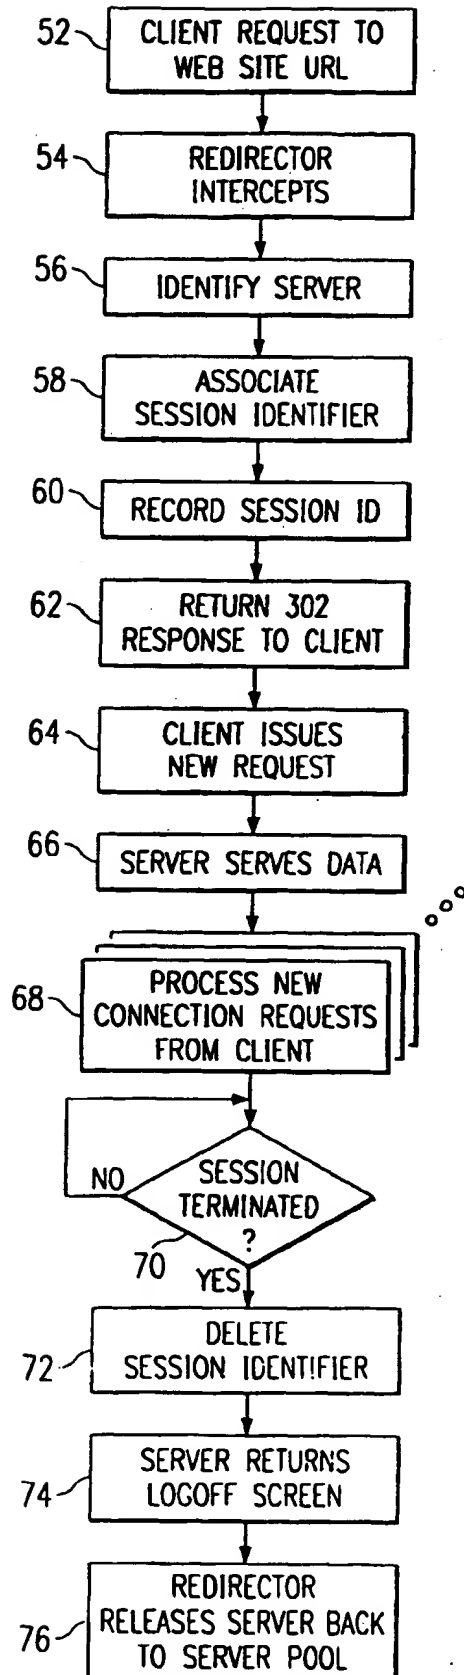 52
CLIENT REQUEST TO
WEB SITE URL
54
REDIRECTOR
INTERCEPTS
56
IDENTIFY SERVER
58
ASSOCIATE
SESSION IDENTIFIER
60
RECORD SESSION ID
62
RETURN 302
RESPONSE TO CLIENT
64
CLIENT ISSUES
NEW REQUEST
66
SERVER SERVES DATA
68
PROCESS NEW
CONNECTION REQUESTS
FROM CLIENT
NO
SESSION
TERMINATED
?
70
YES
72
DELETE
SESSION IDENTIFIER
74
SERVER RETURNS
LOGOFF SCREEN
76
REDIRECTOR
RELEASES SERVER BACK
TO SERVER POOL